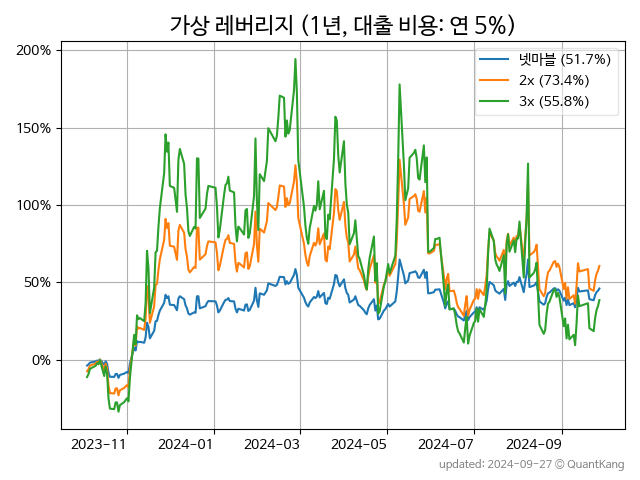 가상 레버리지 (1년, 대출 비용: 연 5%)
200%
150%
100%
50%
0%
넷마블 (51.7%)
2x (73.4%)
3x (55.8%)
2023-11 2024-01 2024-03 2024-05 2024-07 2024-09
updated: 2024-09-27 © QuantKang